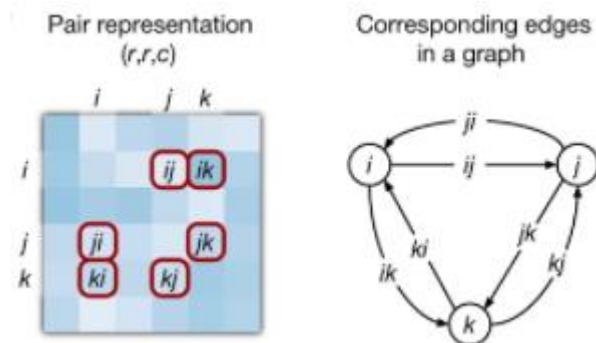 Pair representation
(r,r,c)
i j k
i ij ik
j ji jk
k ki kj
Corresponding edges
in a graph
ji
i ij j
ik ki jk kj
k